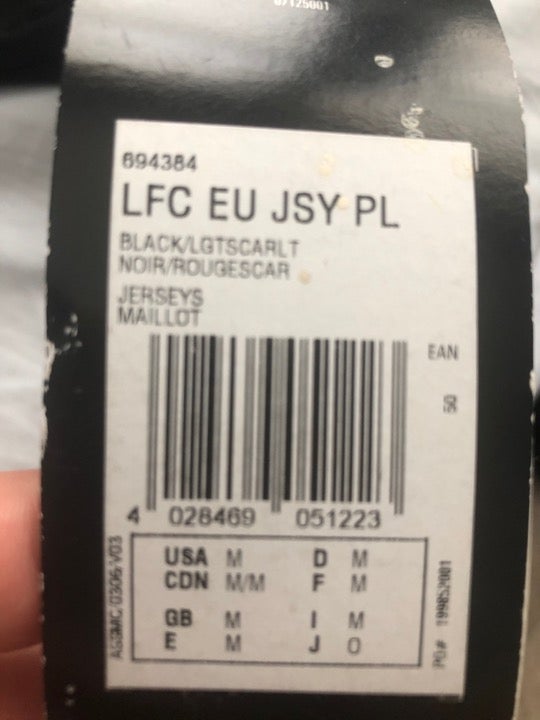 694384
LFC EU JSY PL
BLACK/LGTSCARLT
NOIR/ROUGESCAR
JERSEYS
MAILLOT
EAN
50
4 028469 051223
USA M D M
CDN M/M F M
GB M I M
E M J O